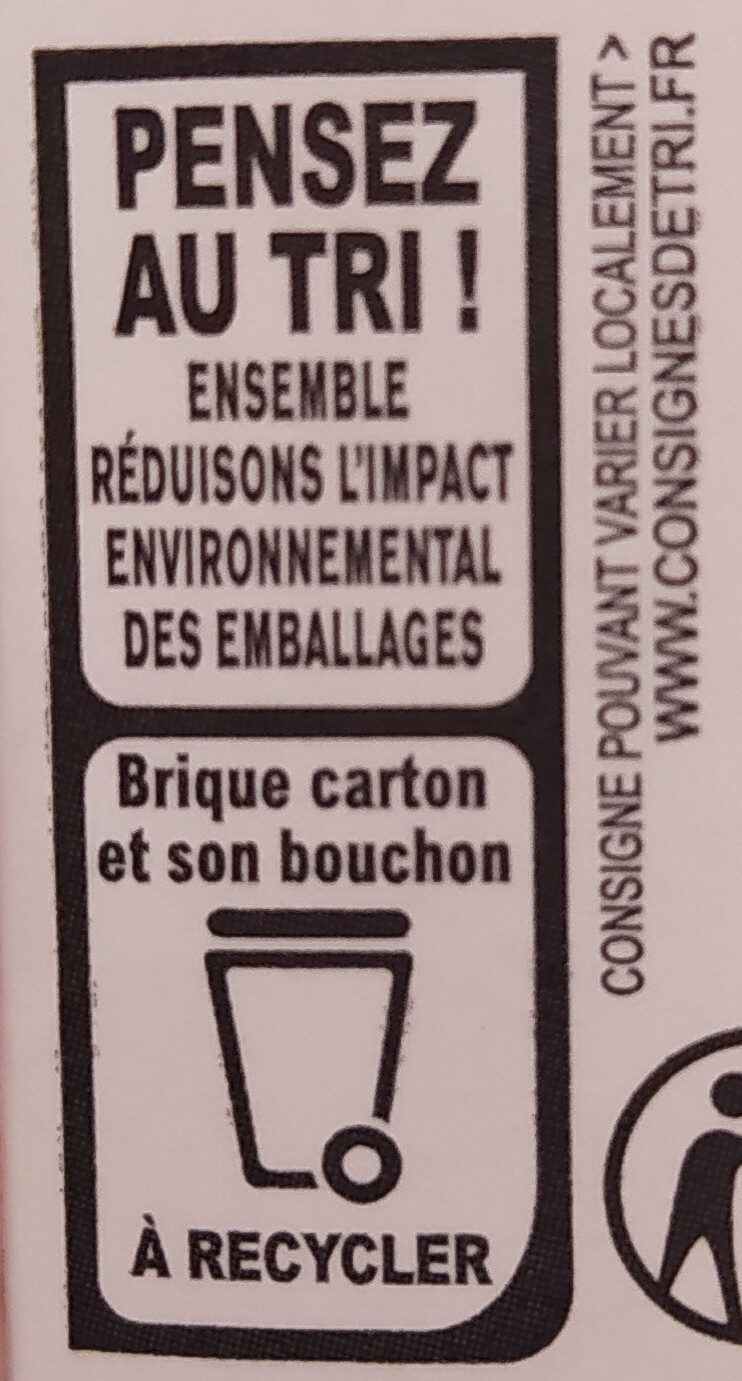 PENSEZ
AU TRI !
ENSEMBLE
RÉDUISONS L'IMPACT
ENVIRONNEMENTAL
DES EMBALLAGES
Brique carton
et son bouchon
À RECYCLER
CONSIGNE POUVANT VARIER LOCALEMENT >
WWW.CONSIGNESDETRI.FR